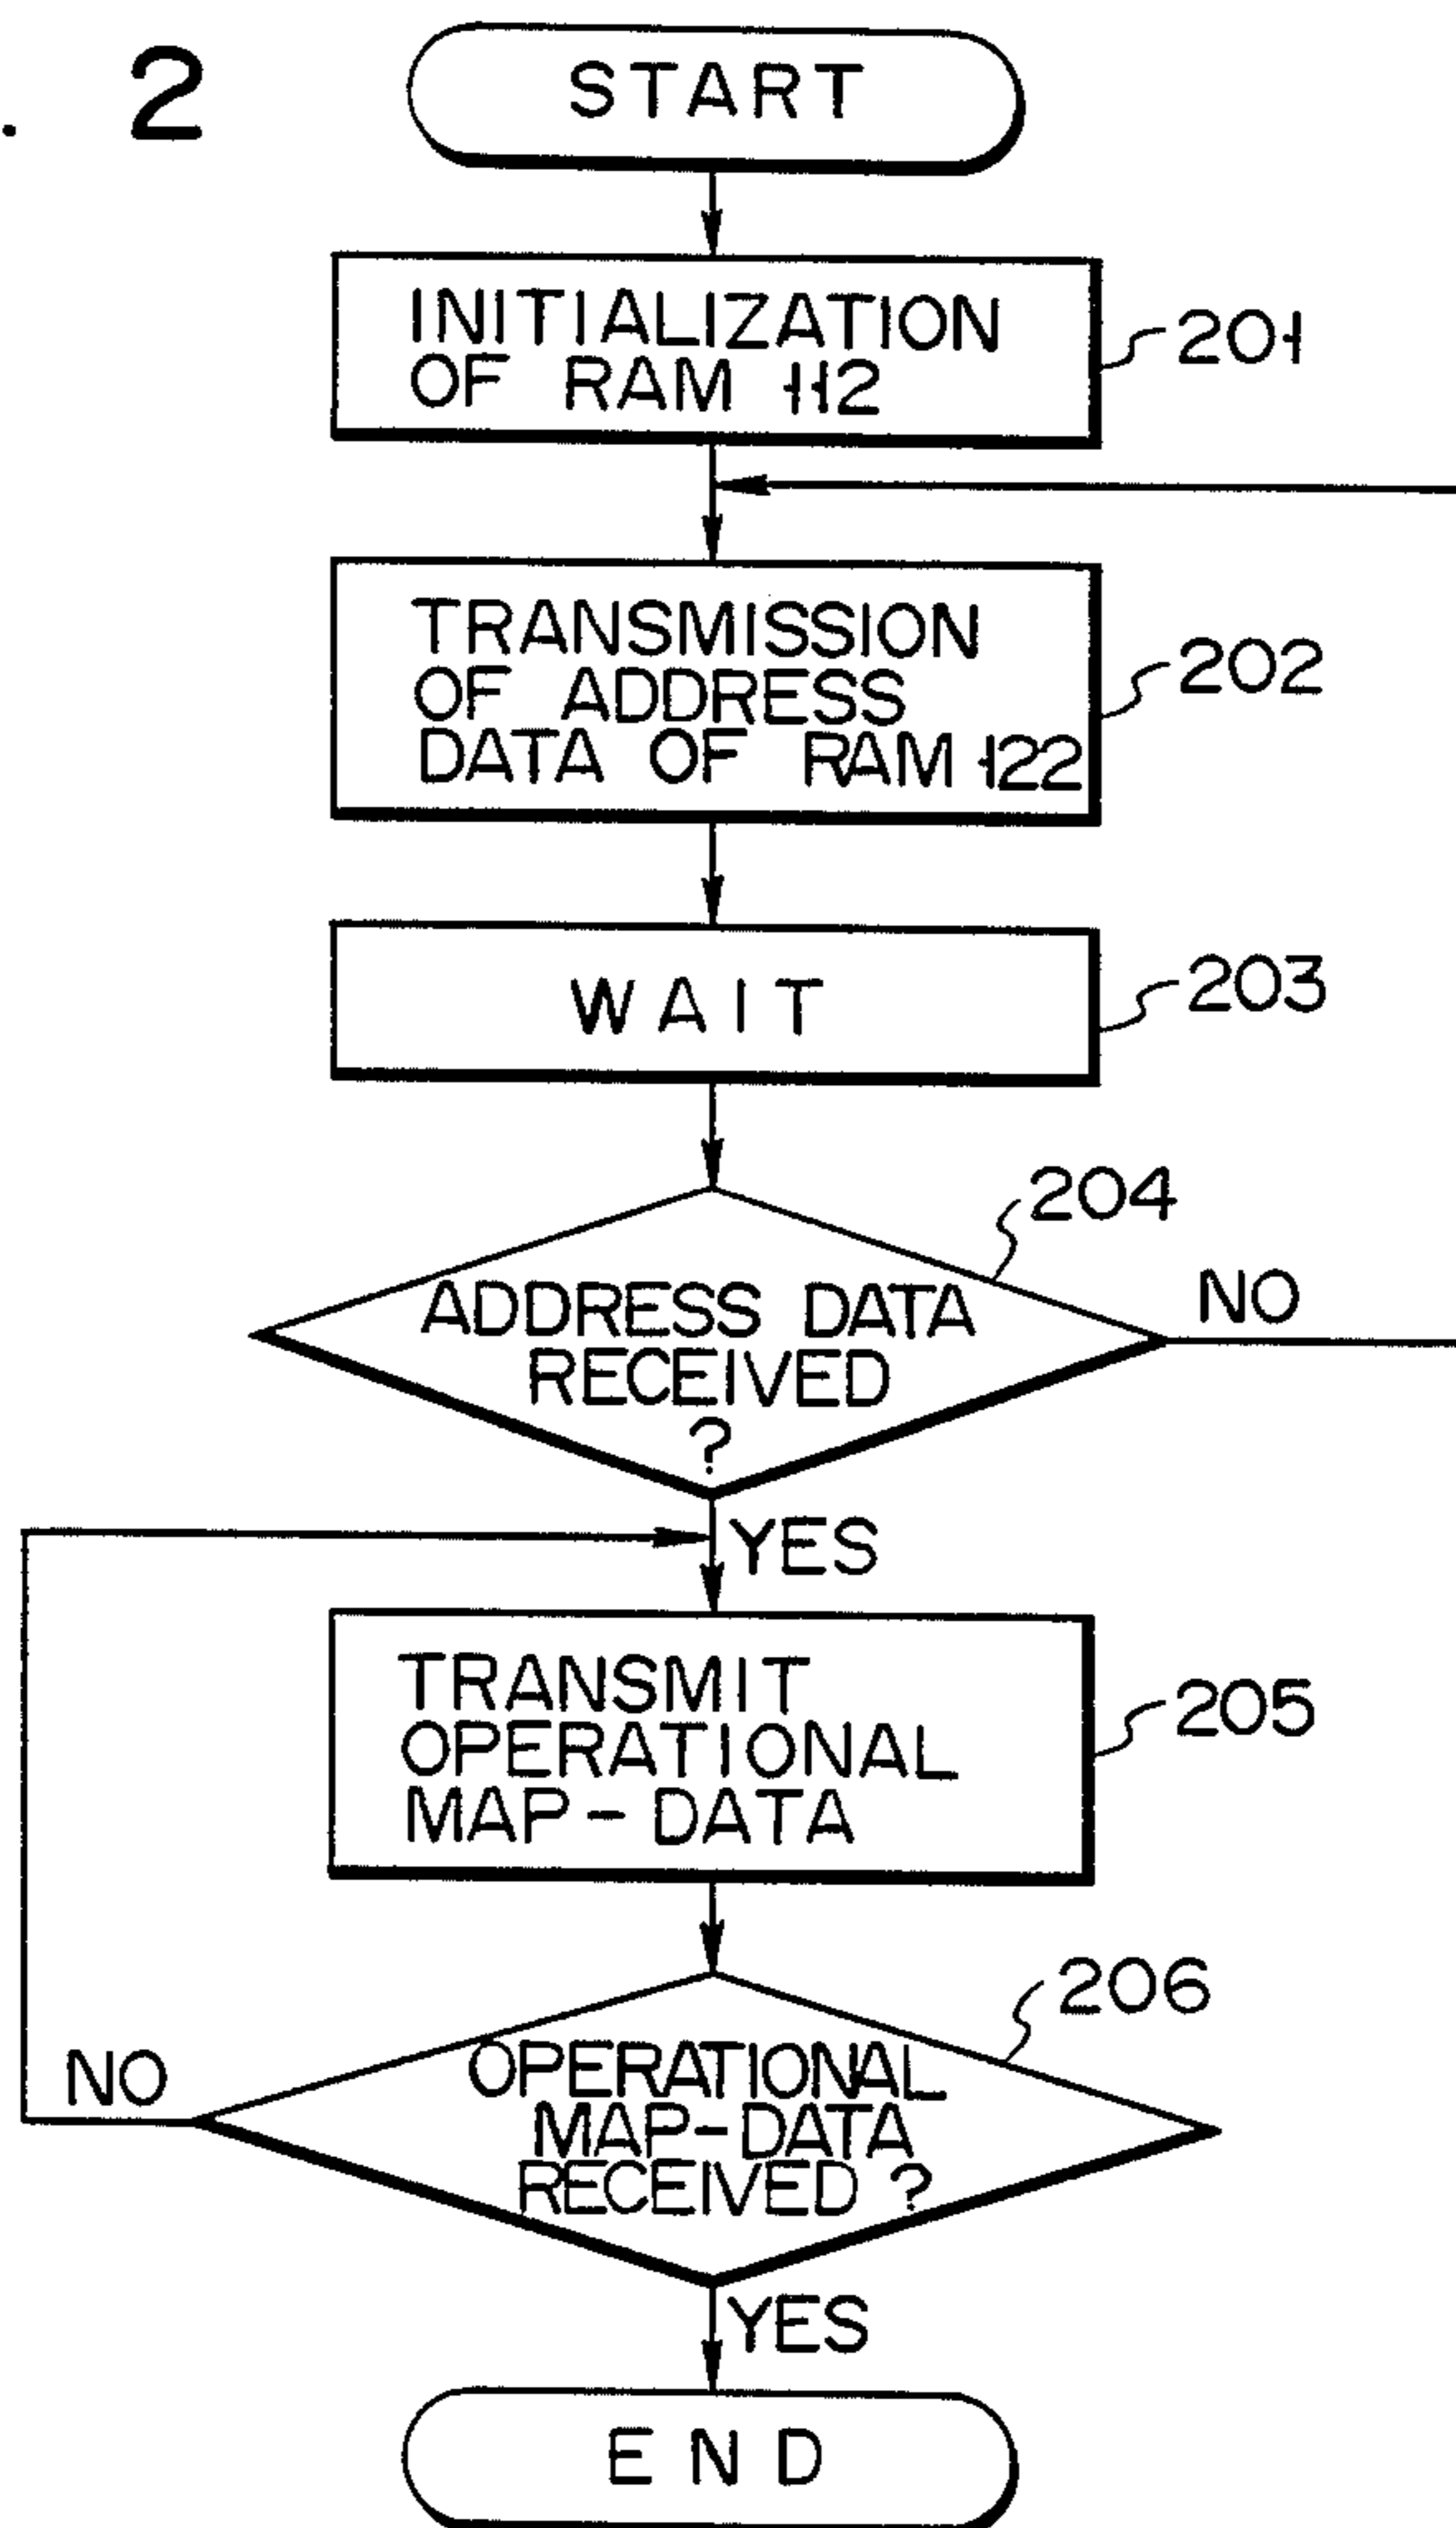 . 2
START
INITIALIZATION
OF RAM 112
201
TRANSMISSION
OF ADDRESS
DATA OF RAM 122
202
WAIT
203
204
ADDRESS DATA
RECEIVED
?
NO
YES
TRANSMIT
OPERATIONAL
MAP-DATA
205
206
OPERATIONAL
MAP-DATA
RECEIVED ?
NO
YES
END